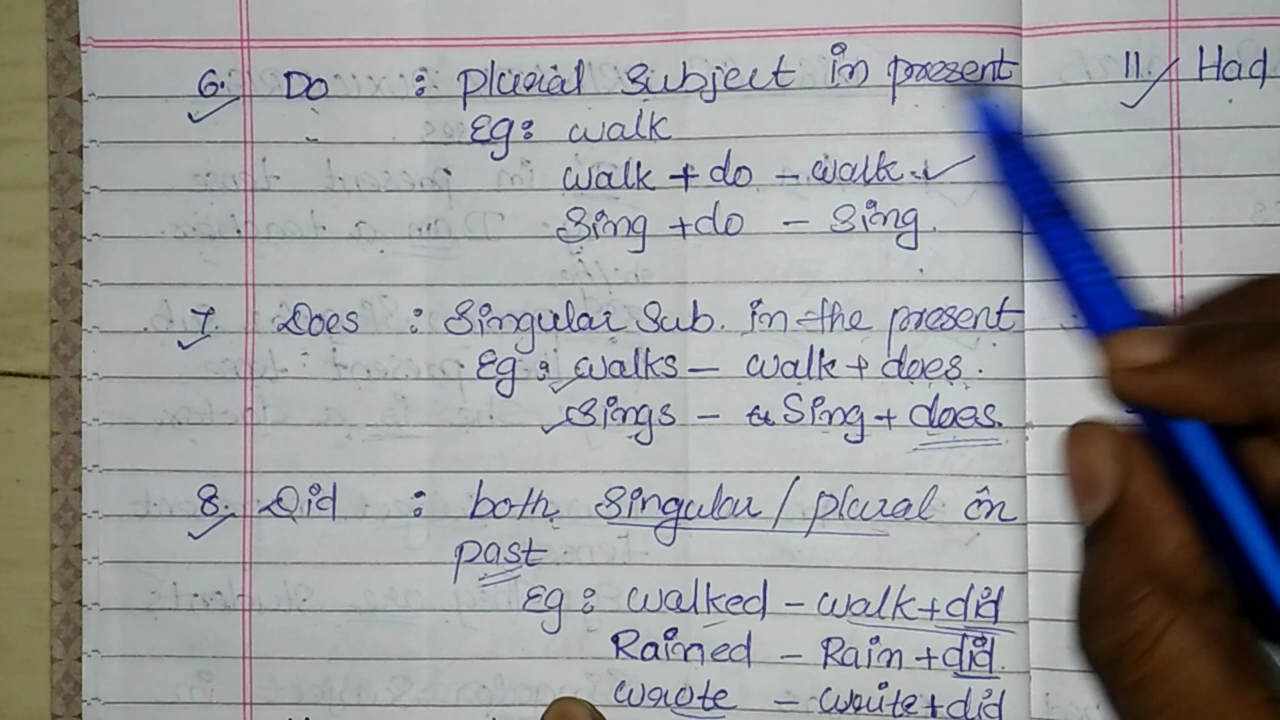 6. Do : plural subject in present
Eg: walk
walk + do - walk.
Sing + do - Sing.
7. Does : Singular Sub. in the present
Eg: walks - walk + does.
Sings - Sing + does.
8. Did : both Singular / plural in
past
Eg: walked - walk + did
Rained - Rain + did.
wrote - write + did
11. Had